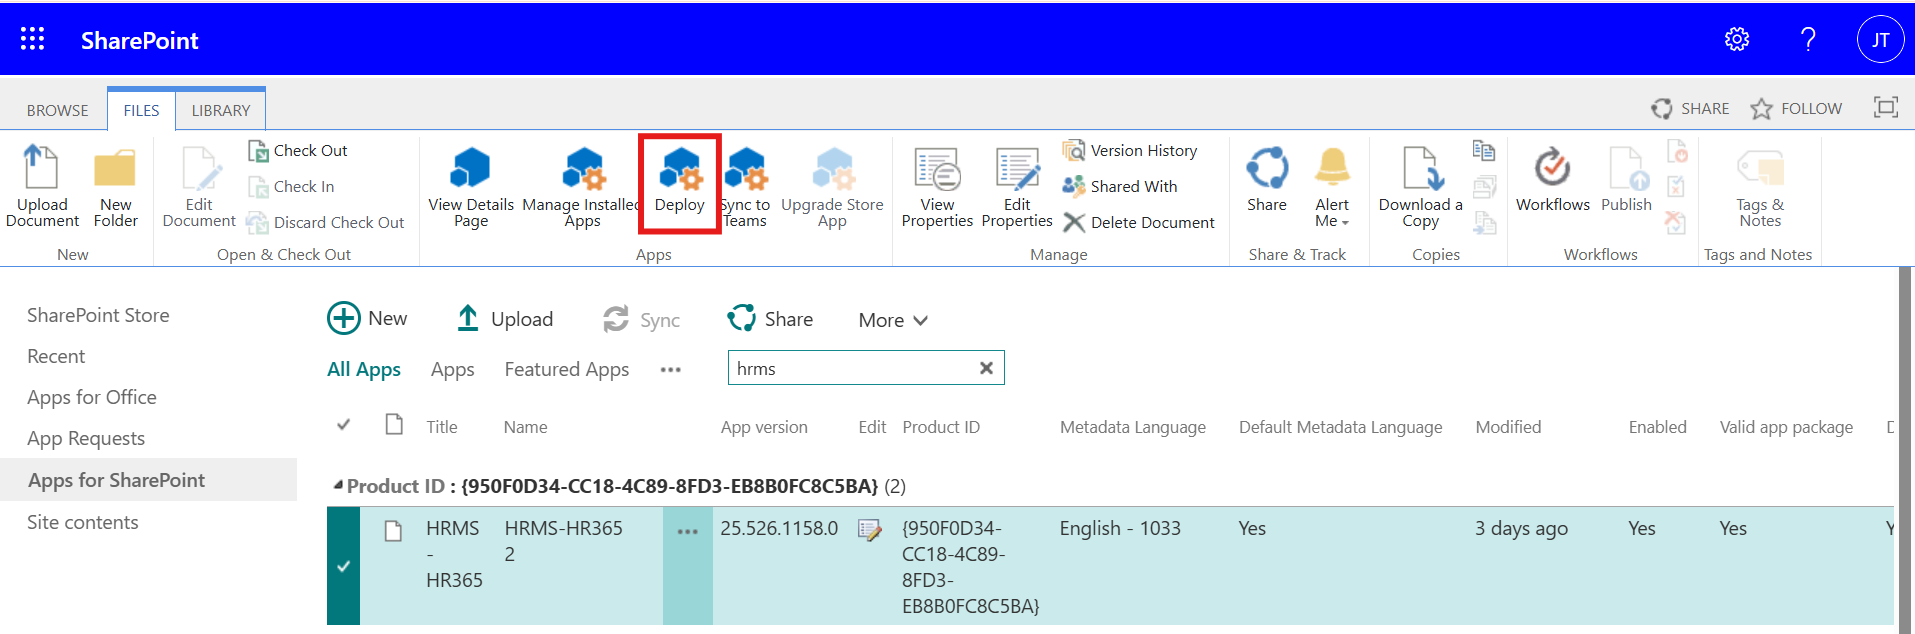 SharePoint
JT
BROWSE FILES LIBRARY
SHARE FOLLOW
Upload Document
New Folder
New
Edit Document
Check Out
Check In
Discard Check Out
Open & Check Out
View Details Page
Manage Installed Apps
Deploy
Sync to Teams
Upgrade Store App
Apps
View Properties
Edit Properties
Version History
Shared With
Delete Document
Manage
Share
Alert Me
Share & Track
Download a Copy
Copies
Workflows
Publish
Workflows
Tags & Notes
Tags and Notes
SharePoint Store
Recent
Apps for Office
App Requests
Apps for SharePoint
Site contents
New Upload Sync Share More
All Apps Apps Featured Apps ••• hrms
Title Name App version Edit Product ID Metadata Language Default Metadata Language Modified Enabled Valid app package
Product ID : {950F0D34-CC18-4C89-8FD3-EB8B0FC8C5BA} (2)
HRMS HRMS-HR365 ••• 25.526.1158.0 {950F0D34- English - 1033 Yes 3 days ago Yes Yes
- 2 CC18-4C89-
HR365 8FD3-
EB8B0FC8C5BA}